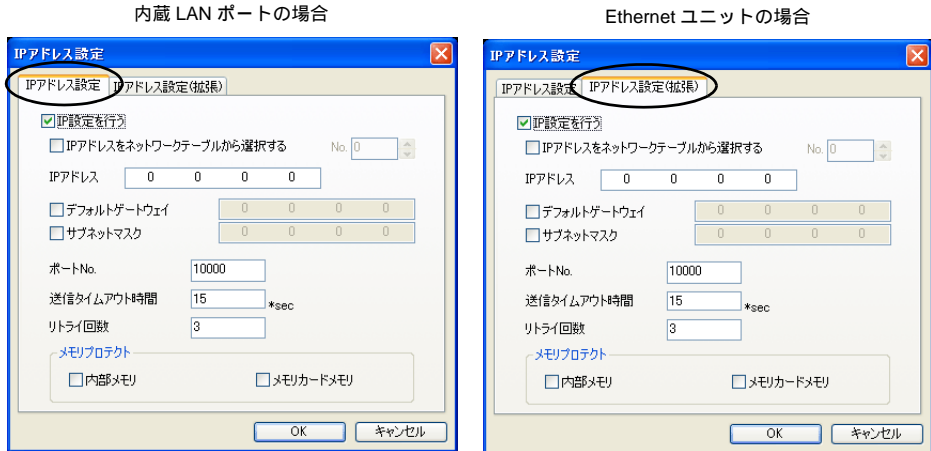 内蔵 LAN ポートの場合
IPアドレス設定
IPアドレス設定 IPアドレス設定(拡張)
IP設定を行う
IPアドレスをネットワークテーブルから選択する No. 0
IPアドレス 0 0 0 0
デフォルトゲートウェイ 0 0 0 0
サブネットマスク 0 0 0 0
ポートNo. 10000
送信タイムアウト時間 15 *sec
リトライ回数 3
メモリプロテクト
内部メモリ メモリカードメモリ
OK キャンセル
Ethernet ユニットの場合
IPアドレス設定
IPアドレス設定 IPアドレス設定(拡張)
IP設定を行う
IPアドレスをネットワークテーブルから選択する No. 0
IPアドレス 0 0 0 0
デフォルトゲートウェイ 0 0 0 0
サブネットマスク 0 0 0 0
ポートNo. 10000
送信タイムアウト時間 15 *sec
リトライ回数 3
メモリプロテクト
内部メモリ メモリカードメモリ
OK キャンセル